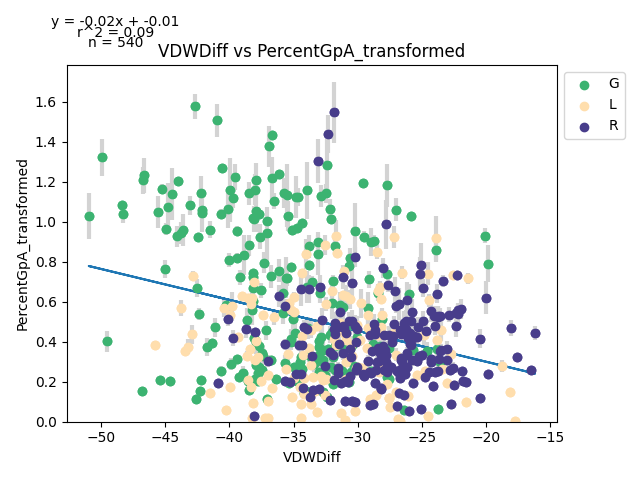 y = -0.02x + -0.01
r^2 = 0.09
n = 540
VDWDiff vs PercentGpA_transformed
G
L
R
PercentGpA_transformed
1.6
1.4
1.2
1.0
0.8
0.6
0.4
0.2
0.0
−50
−45
−40
−35
−30
−25
−20
−15
VDWDiff